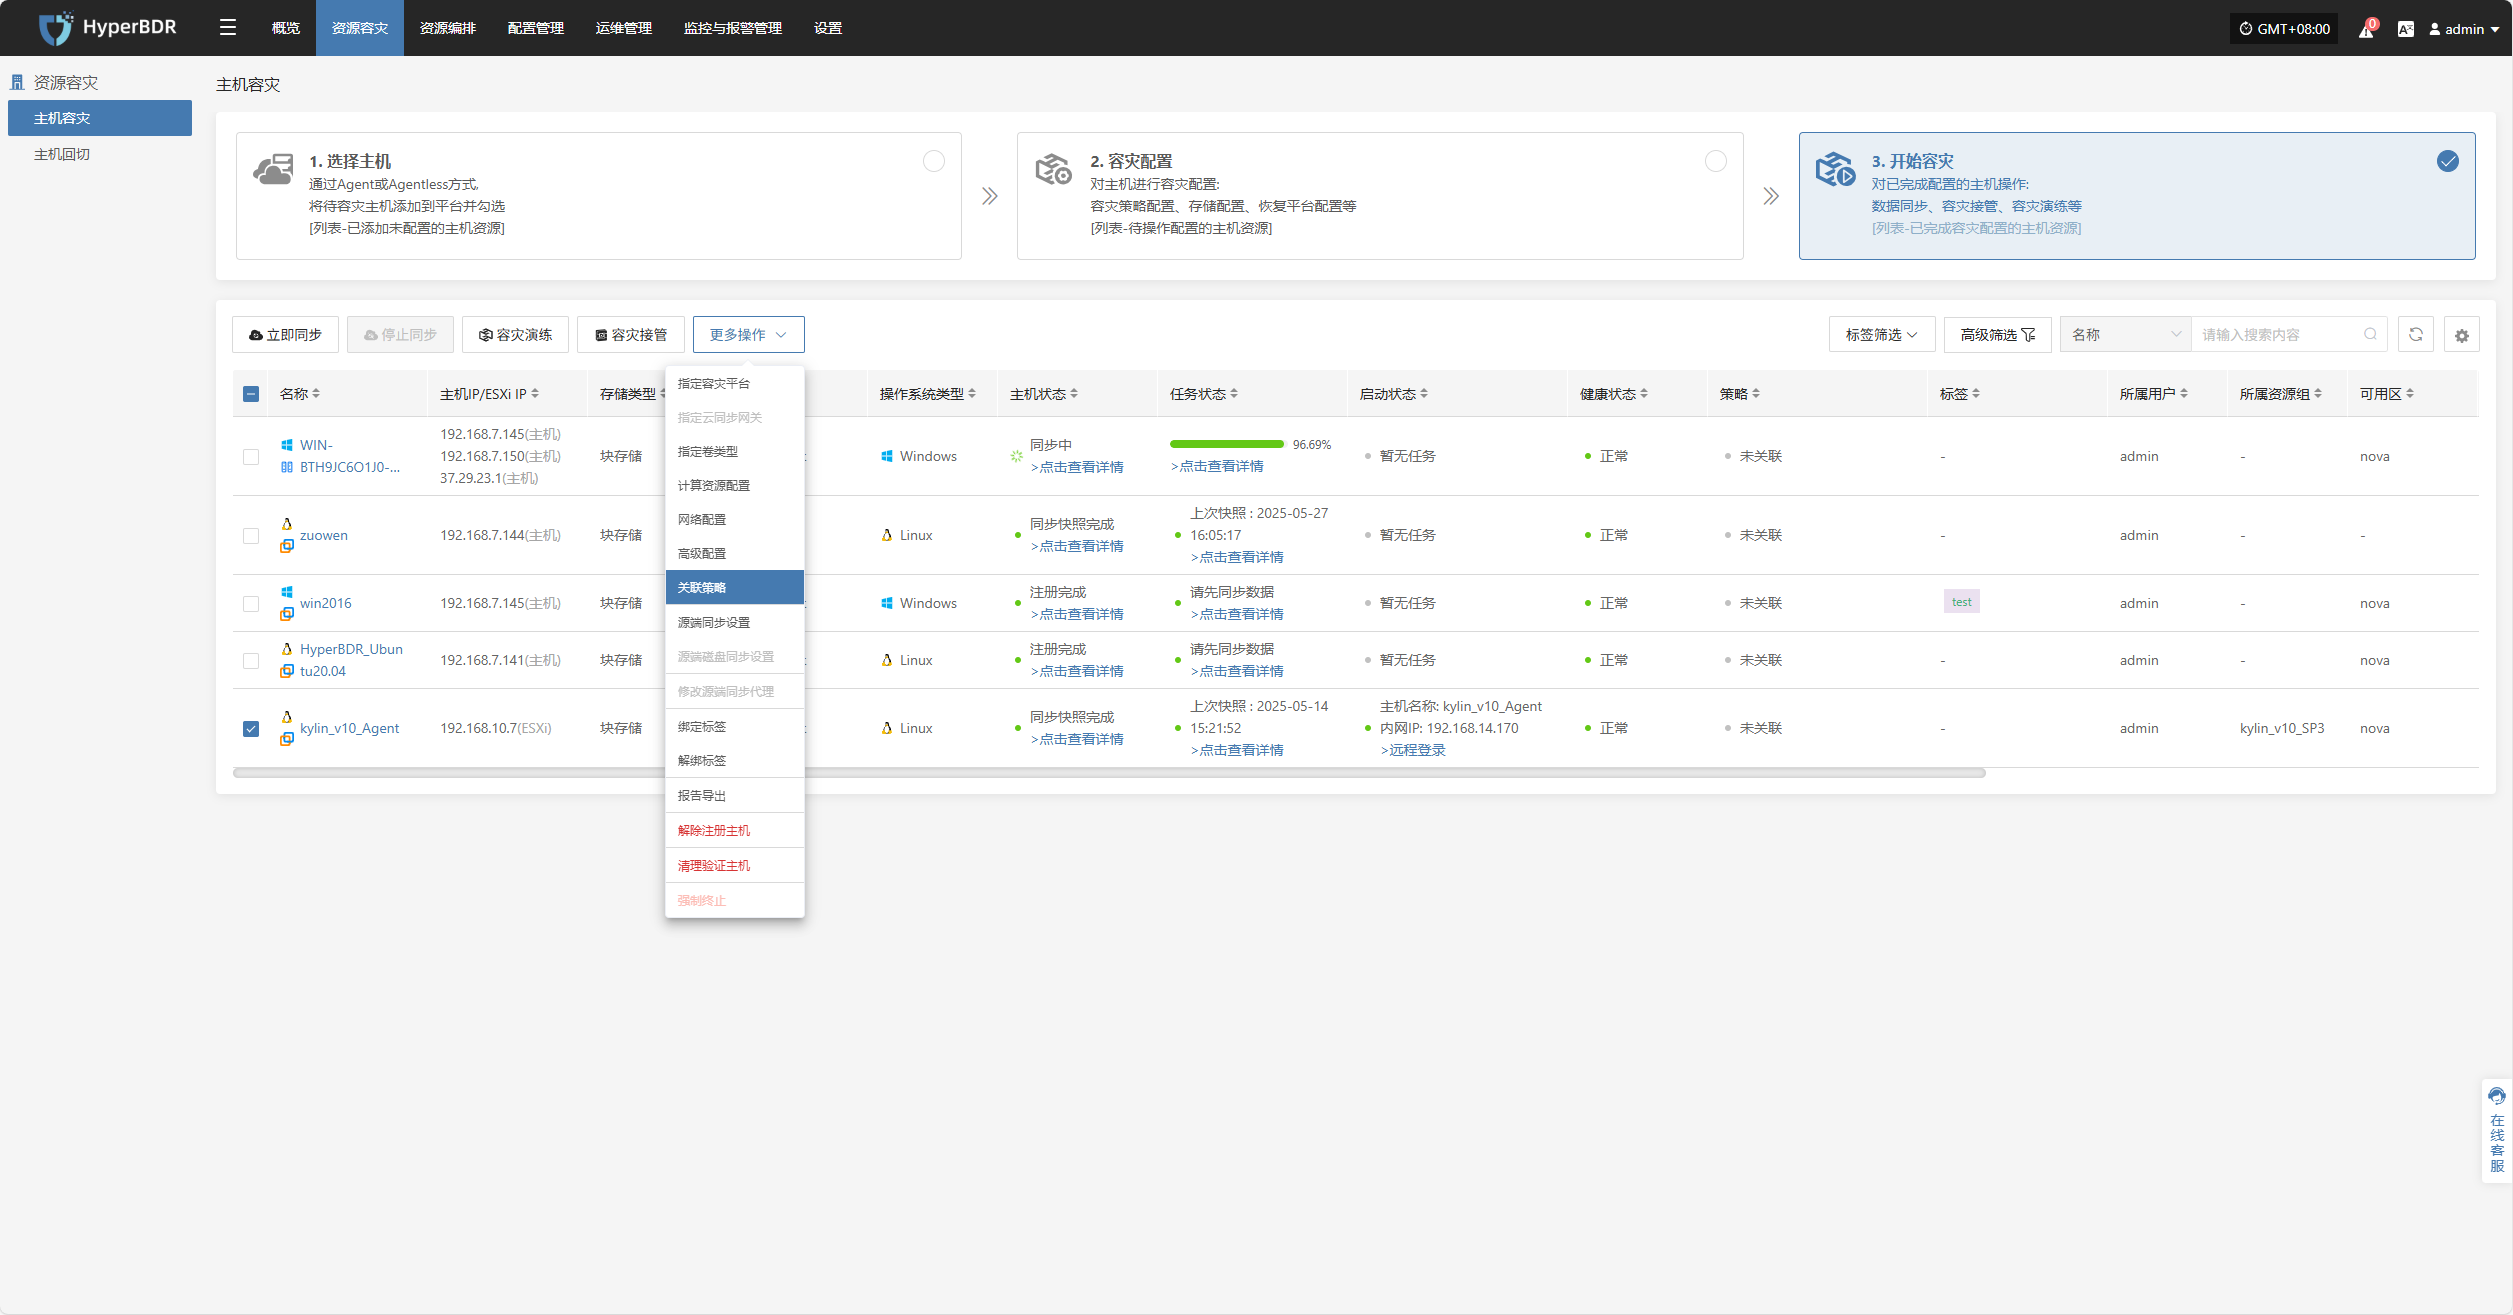 HyperBDR
概览
资源容灾
资源编排
配置管理
运维管理
监控与报警管理
设置
GMT+08:00
0
admin
资源容灾
主机容灾
主机回切
主机容灾
1. 选择主机
通过Agent或Agentless方式,
将待容灾主机添加到平台并勾选
[列表-已添加未配置的主机资源]
2. 容灾配置
对主机进行容灾配置:
容灾策略配置、存储配置、恢复平台配置等
[列表-待操作配置的主机资源]
3. 开始容灾
对已完成配置的主机操作:
数据同步、容灾接管、容灾演练等
[列表-已完成容灾配置的主机资源]
立即同步
停止同步
容灾演练
容灾接管
更多操作
标签筛选
高级筛选
名称
请输入搜索内容
名称 主机IP/ESXi IP 存储类型 操作系统类型 主机状态 任务状态 启动状态 健康状态 策略 标签 所属用户 所属资源组 可用区
WIN-
BTH9JC6O1J0-...
192.168.7.145(主机)
192.168.7.150(主机)
37.29.23.1(主机)
块存储
Windows
同步中
>点击查看详情
96.69%
>点击查看详情
暂无任务
正常
未关联
-
admin
-
nova
zuowen
192.168.7.144(主机)
块存储
Linux
同步快照完成
>点击查看详情
上次快照 : 2025-05-27
16:05:17
>点击查看详情
暂无任务
正常
未关联
-
admin
-
-
win2016
192.168.7.145(主机)
块存储
Windows
注册完成
>点击查看详情
请先同步数据
>点击查看详情
暂无任务
正常
未关联
test
admin
-
nova
HyperBDR_Ubun
tu20.04
192.168.7.141(主机)
块存储
Linux
注册完成
>点击查看详情
请先同步数据
>点击查看详情
暂无任务
正常
未关联
-
admin
-
nova
kylin_v10_Agent
192.168.10.7(ESXi)
块存储
Linux
同步快照完成
>点击查看详情
上次快照 : 2025-05-14
15:21:52
>点击查看详情
主机名称: kylin_v10_Agent
内网IP: 192.168.14.170
>远程登录
正常
未关联
-
admin
kylin_v10_SP3
nova
指定容灾平台
指定云同步网关
指定卷类型
计算资源配置
网络配置
高级配置
关联策略
源端同步设置
源端磁盘同步设置
修改源端同步代理
绑定标签
解绑标签
报告导出
解除注册主机
清理验证主机
强制终止
在
线
客
服